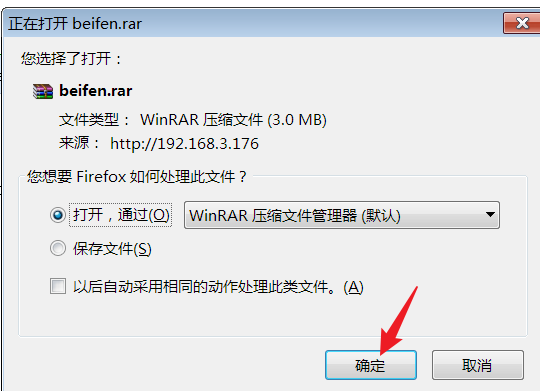 正在打开 beifen.rar
您选择了打开：
beifen.rar
文件类型： WinRAR 压缩文件 (3.0 MB)
来源： http://192.168.3.176
您想要 Firefox 如何处理此文件？
打开，通过(O) WinRAR 压缩文件管理器 (默认)
保存文件(S)
以后自动采用相同的动作处理此类文件。(A)
确定 取消